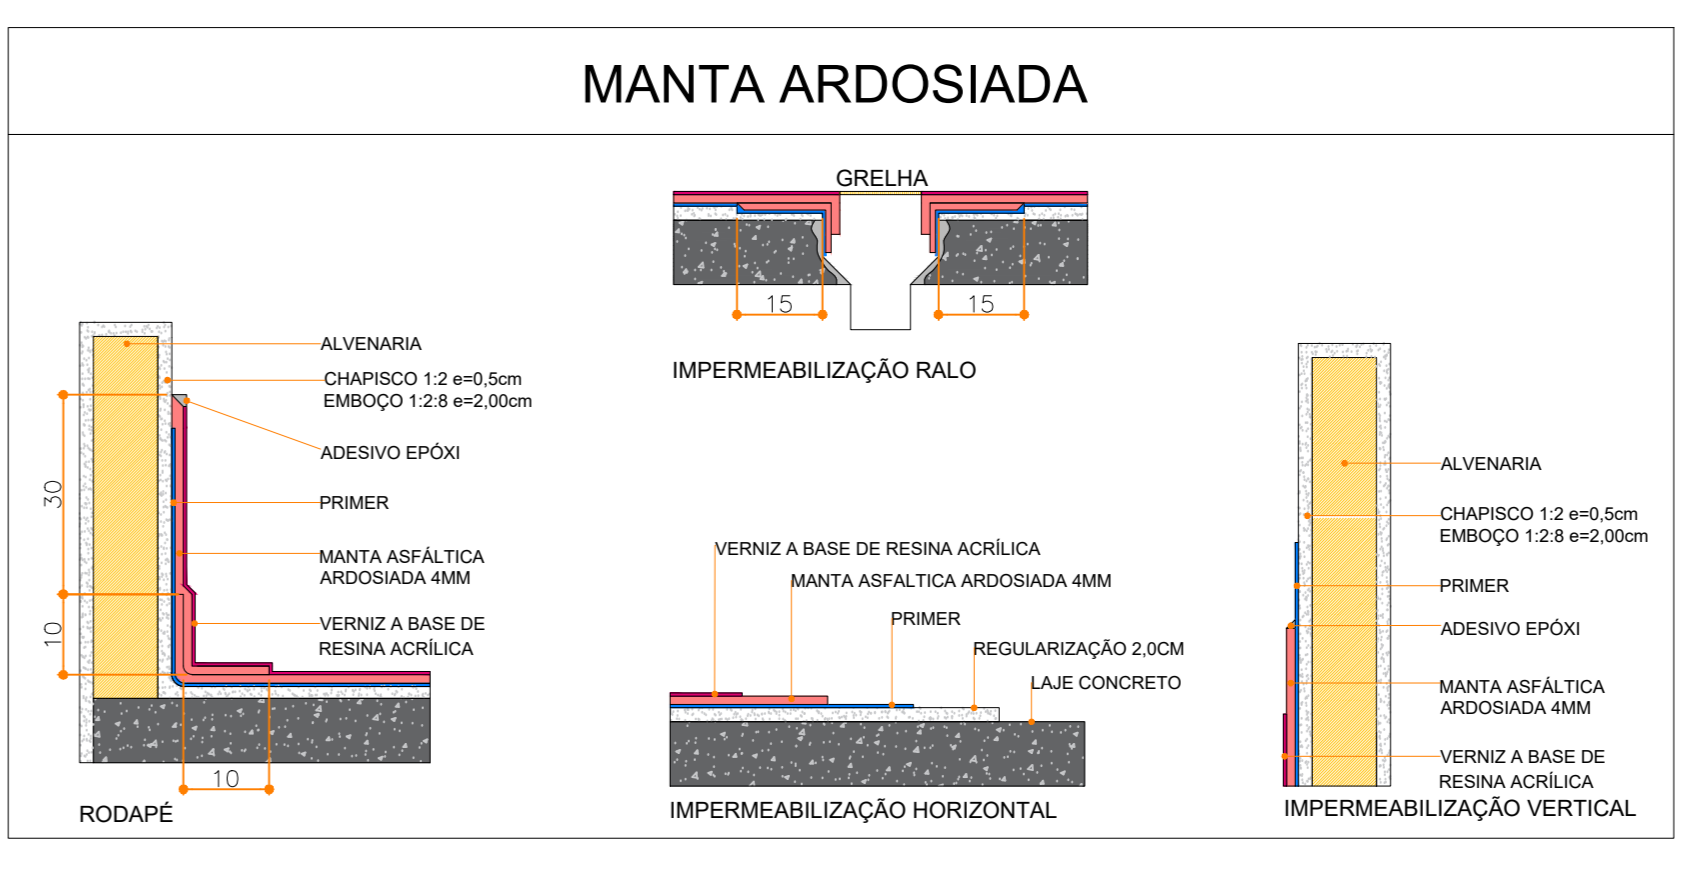 MANTA ARDOSIADA
GRELHA
15
15
IMPERMEABILIZAÇÃO RALO
ALVENARIA
CHAPISCO 1:2 e=0,5cm
EMBOÇO 1:2:8 e=2,00cm
ADESIVO EPÓXI
PRIMER
MANTA ASFÁLTICA
ARDOSIADA 4MM
VERNIZ A BASE DE
RESINA ACRÍLICA
30
10
10
RODAPÉ
VERNIZ A BASE DE RESINA ACRÍLICA
MANTA ASFALTICA ARDOSIADA 4MM
PRIMER
REGULARIZAÇÃO 2,0CM
LAJE CONCRETO
IMPERMEABILIZAÇÃO HORIZONTAL
ALVENARIA
CHAPISCO 1:2 e=0,5cm
EMBOÇO 1:2:8 e=2,00cm
PRIMER
ADESIVO EPÓXI
MANTA ASFÁLTICA
ARDOSIADA 4MM
VERNIZ A BASE DE
RESINA ACRÍLICA
IMPERMEABILIZAÇÃO VERTICAL